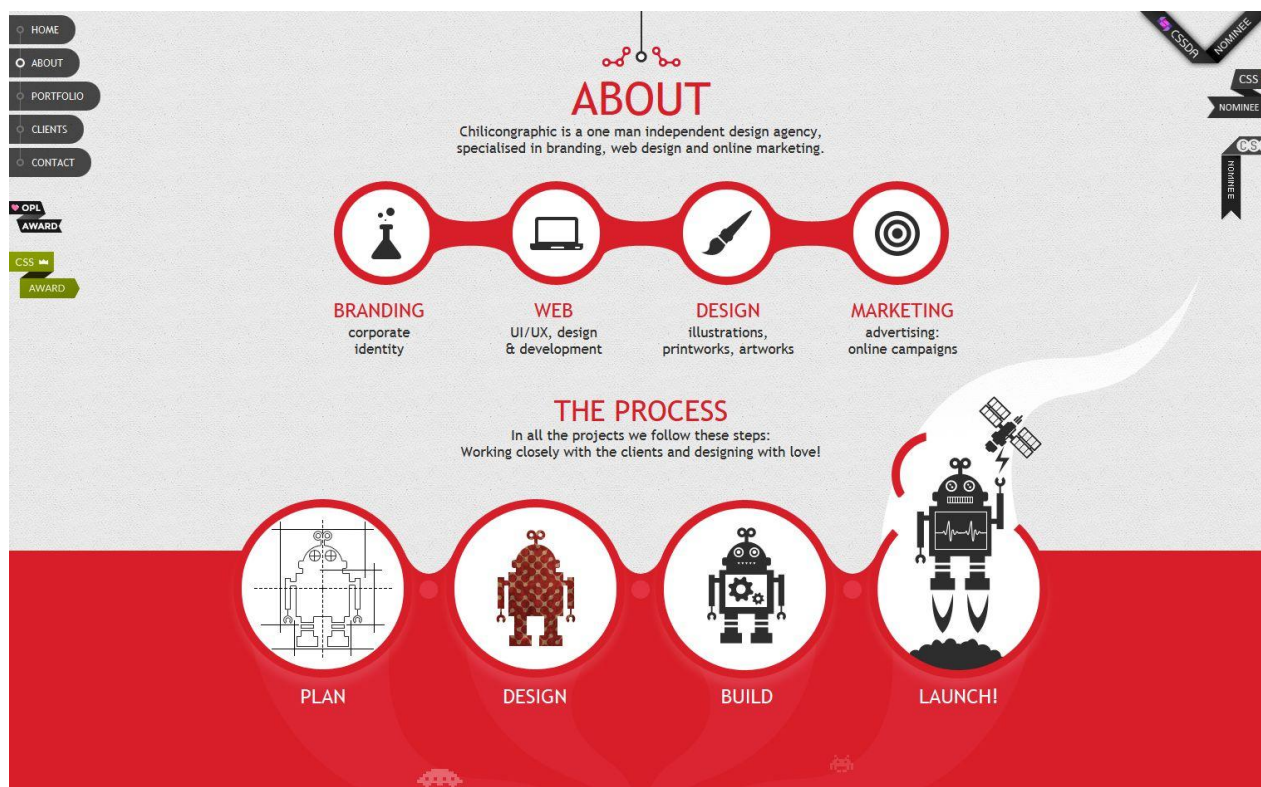 HOME
ABOUT
PORTFOLIO
CLIENTS
CONTACT
OPL
AWARD
CSS
AWARD
CSSDA
NOMINEE
CSS
NOMINEE
CS
NOMINEE
ABOUT
Chilicongraphic is a one man independent design agency,
specialised in branding, web design and online marketing.
BRANDING
corporate
identity
WEB
UI/UX, design
& development
DESIGN
illustrations,
printworks, artworks
MARKETING
advertising:
online campaigns
THE PROCESS
In all the projects we follow these steps:
Working closely with the clients and designing with love!
PLAN
DESIGN
BUILD
LAUNCH!